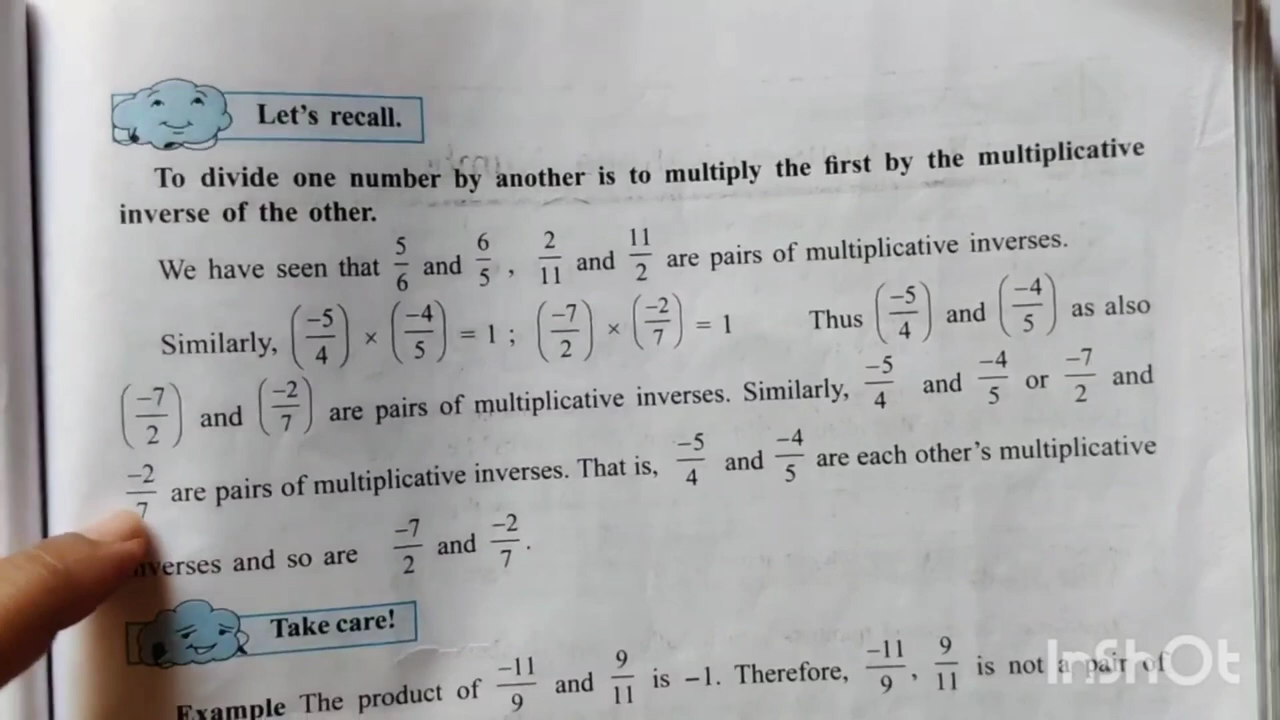 Let's recall.
To divide one number by another is to multiply the first by the multiplicative
inverse of the other.
We have seen that 5/6 and 6/5 , 2/11 and 11/2 are pairs of multiplicative inverses.
Similarly, (-5/4) × (-4/5) = 1 ; (-7/2) × (-2/7) = 1 Thus (-5/4) and (-4/5) as also
(-7/2) and (-2/7) are pairs of multiplicative inverses. Similarly, -5/4 and -4/5 or -7/2 and
-2/7 are pairs of multiplicative inverses. That is, -5/4 and -4/5 are each other's multiplicative
inverses and so are -7/2 and -2/7 .
Take care!
Example The product of -11/9 and 9/11 is -1. Therefore, -11/9 , 9/11 is not a pair of
InShOt